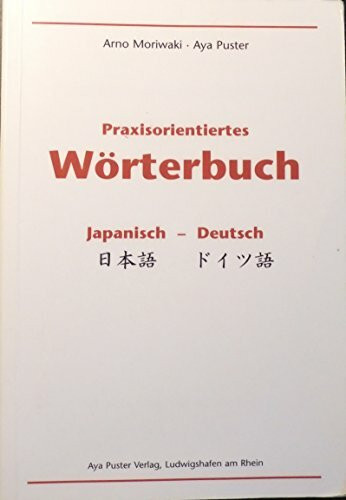 Arno Moriwaki · Aya Puster
Praxisorientiertes
Wörterbuch
Japanisch – Deutsch
日本語 ドイツ語
Aya Puster Verlag, Ludwigshafen am Rhein